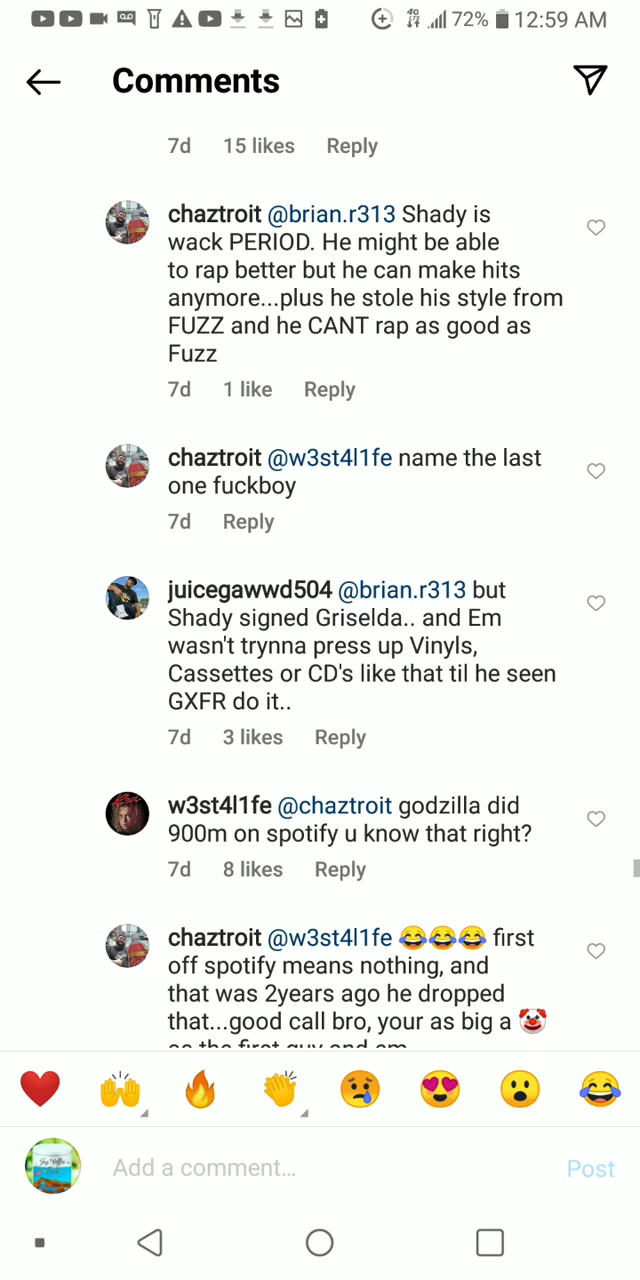 72% 12:59 AM
Comments
7d 15 likes Reply
chaztroit @brian.r313 Shady is
wack PERIOD. He might be able
to rap better but he can make hits
anymore...plus he stole his style from
FUZZ and he CANT rap as good as
Fuzz
7d 1 like Reply
chaztroit @w3st4l1fe name the last
one fuckboy
7d Reply
juicegawwd504 @brian.r313 but
Shady signed Griselda.. and Em
wasn't trynna press up Vinyls,
Cassettes or CD's like that til he seen
GXFR do it..
7d 3 likes Reply
w3st4l1fe @chaztroit godzilla did
900m on spotify u know that right?
7d 8 likes Reply
chaztroit @w3st4l1fe 😂😂😂 first
off spotify means nothing, and
that was 2years ago he dropped
that...good call bro, your as big a 🤡
as the first guy and em
Add a comment... Post